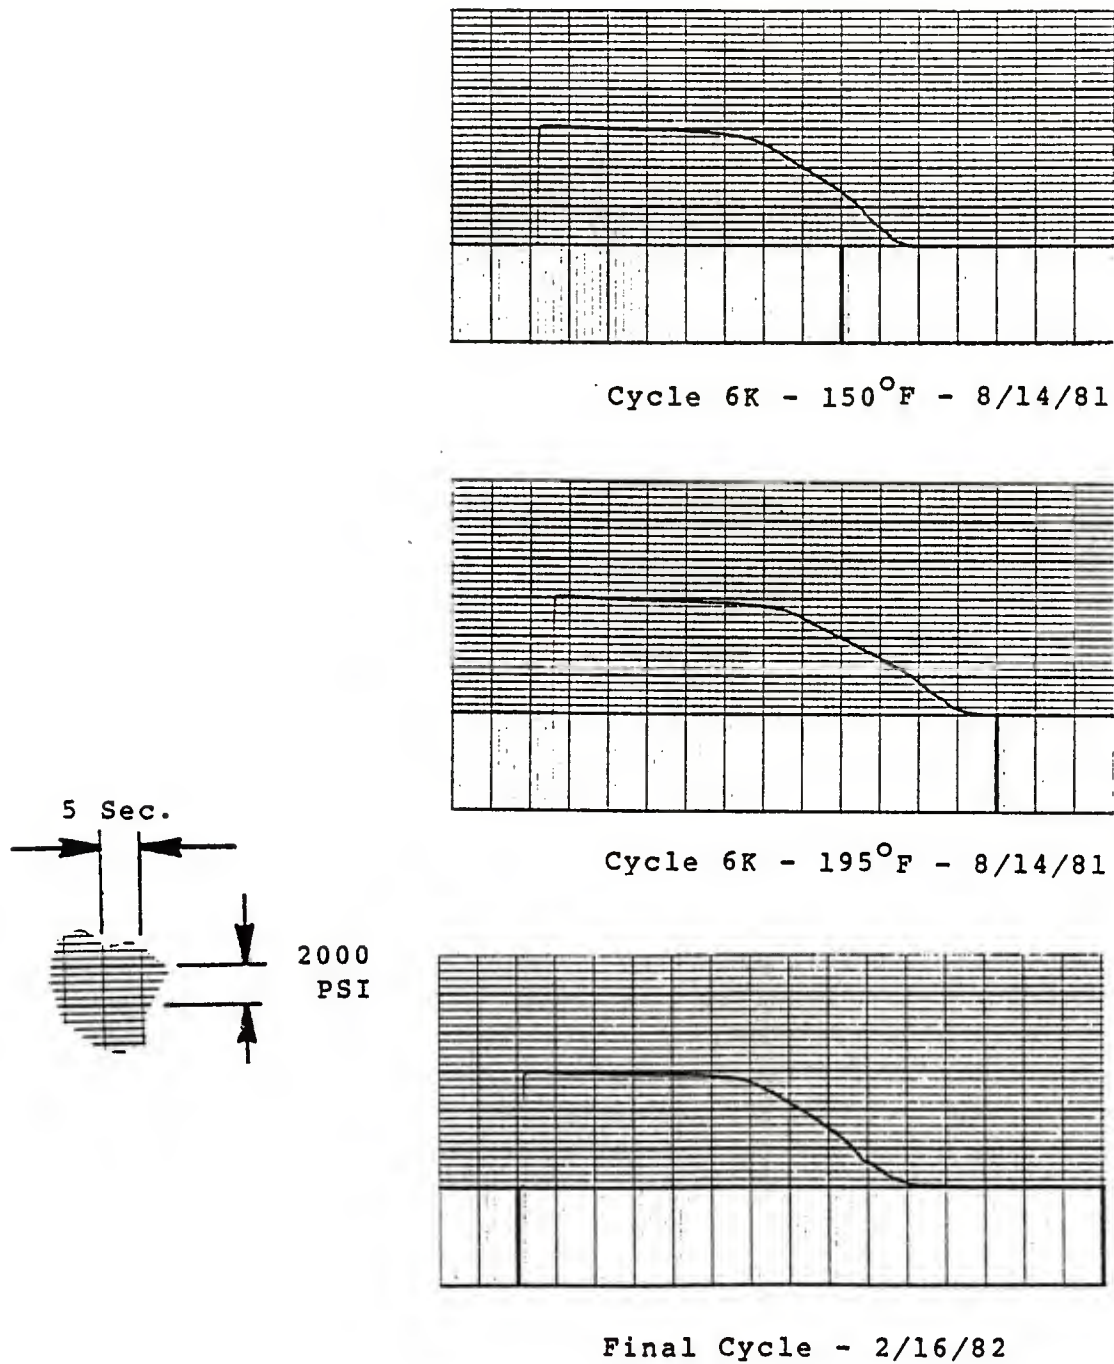 Cycle 6K - 150°F - 8/14/81
Cycle 6K - 195°F - 8/14/81
5 Sec.
2000
PSI
Final Cycle - 2/16/82